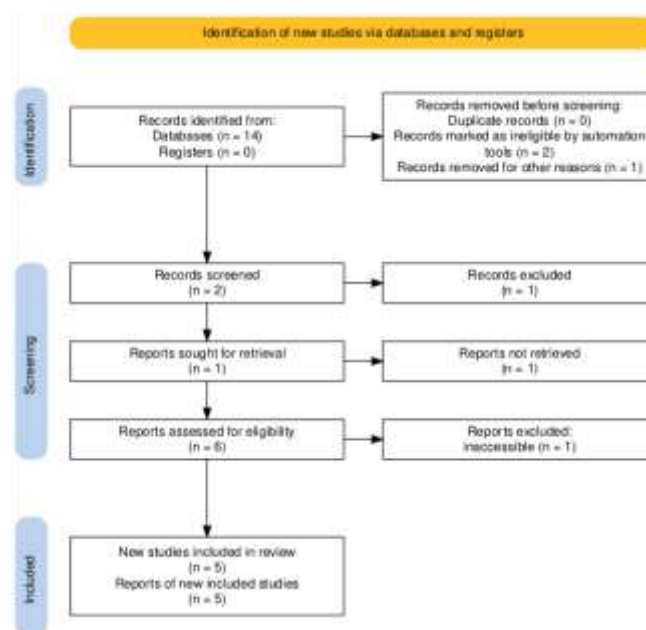 Identification of new studies via databases and registers
Identification
Records identified from:
Databases (n = 14)
Registers (n = 0)
Records removed before screening:
Duplicate records (n = 0)
Records marked as ineligible by automation
tools (n = 2)
Records removed for other reasons (n = 1)
Screening
Records screened
(n = 2)
Records excluded
(n = 1)
Reports sought for retrieval
(n = 1)
Reports not retrieved
(n = 1)
Reports assessed for eligibility
(n = 6)
Reports excluded:
inaccessible (n = 1)
Included
New studies included in review
(n = 5)
Reports of new included studies
(n = 5)